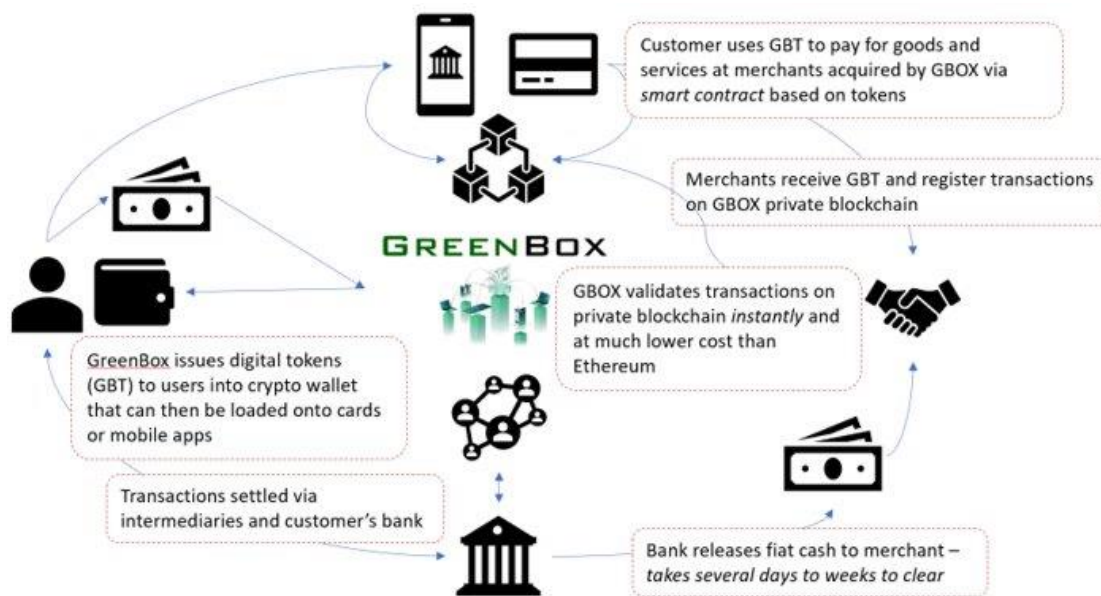 Customer uses GBT to pay for goods and
services at merchants acquired by GBOX via
smart contract based on tokens
Merchants receive GBT and register transactions
on GBOX private blockchain
GREENBOX
GBOX validates transactions on
private blockchain instantly and
at much lower cost than
Ethereum
GreenBox issues digital tokens
(GBT) to users into crypto wallet
that can then be loaded onto cards
or mobile apps
Transactions settled via
intermediaries and customer’s bank
Bank releases fiat cash to merchant –
takes several days to weeks to clear